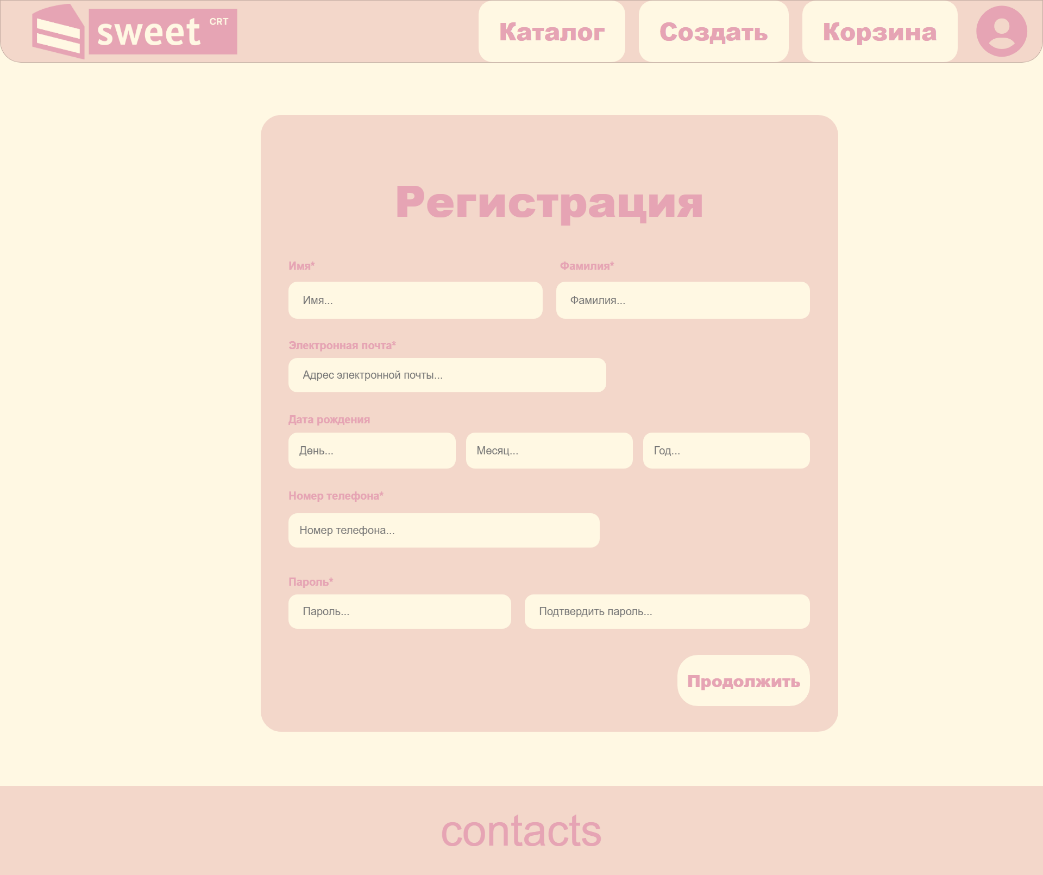 sweet CRT
Каталог
Создать
Корзина
Регистрация
Имя* Фамилия*
Имя... Фамилия...
Электронная почта*
Адрес электронной почты...
Дата рождения
День... Месяц... Год...
Номер телефона*
Номер телефона...
Пароль*
Пароль... Подтвердить пароль...
Продолжить
contacts